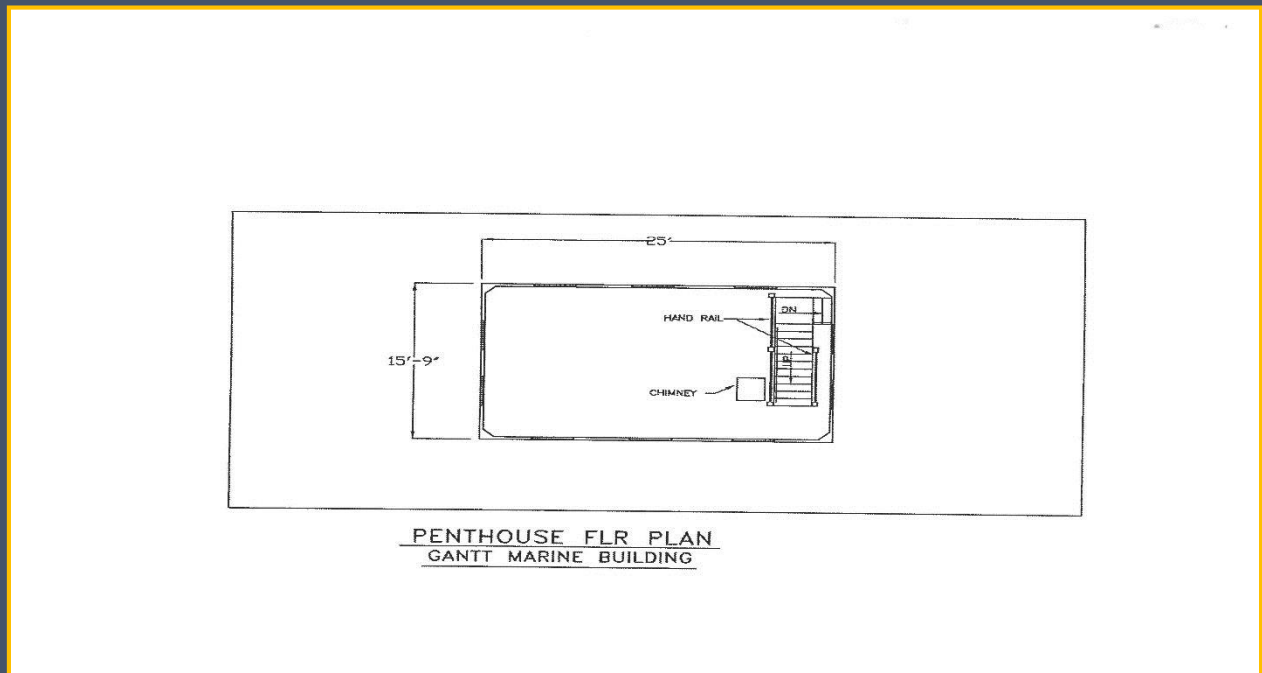 25'
DN
HAND RAIL
15'-9"
UP
CHIMNEY
PENTHOUSE FLR PLAN
GANTT MARINE BUILDING